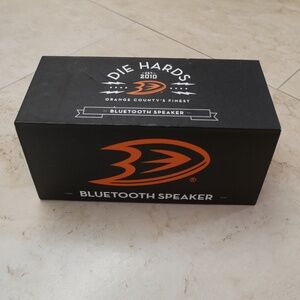 DIE HARDS
EST.
2010
ORANGE COUNTY'S FINEST
BLUETOOTH SPEAKER
®
BLUETOOTH SPEAKER